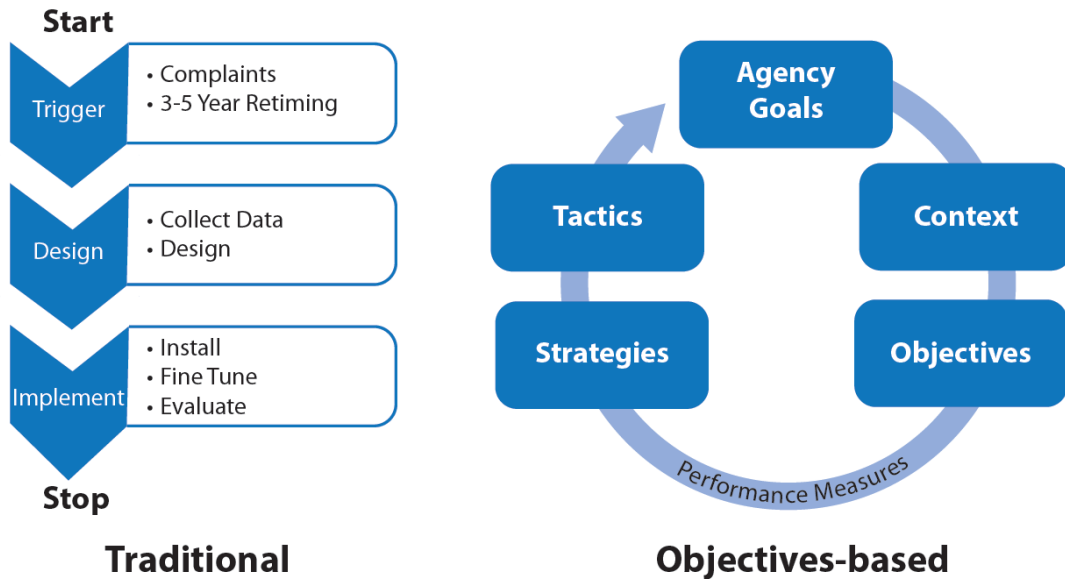 Start
Trigger
• Complaints
• 3-5 Year Retiming
Design
• Collect Data
• Design
Implement
• Install
• Fine Tune
• Evaluate
Stop
Traditional
Agency
Goals
Context
Objectives
Performance Measures
Strategies
Tactics
Objectives-based